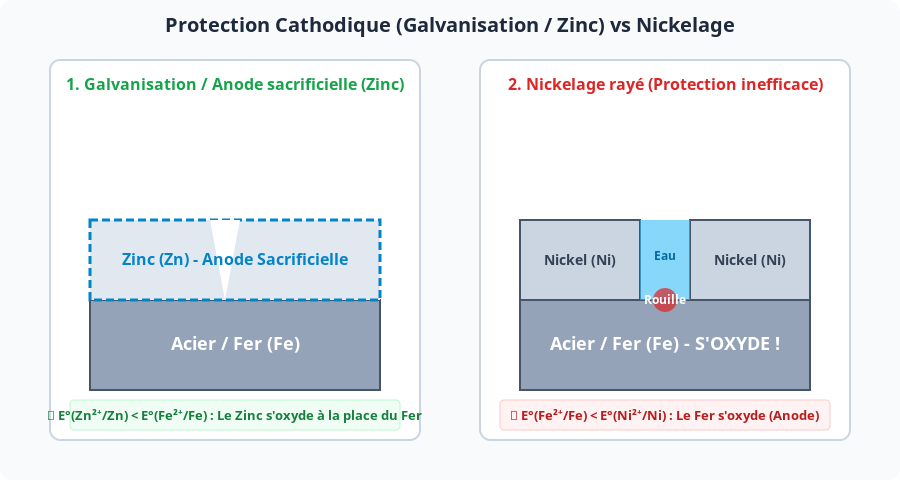 Protection Cathodique (Galvanisation / Zinc) vs Nickelage
1. Galvanisation / Anode sacrificielle (Zinc)
Zinc (Zn) - Anode Sacrificielle
Acier / Fer (Fe)
E°(Zn²⁺/Zn) < E°(Fe²⁺/Fe) : Le Zinc s'oxyde à la place du Fer
2. Nickelage rayé (Protection inefficace)
Nickel (Ni)
Eau
Nickel (Ni)
Rouille
Acier / Fer (Fe) - S'OXYDE !
E°(Fe²⁺/Fe) < E°(Ni²⁺/Ni) : Le Fer s'oxyde (Anode)